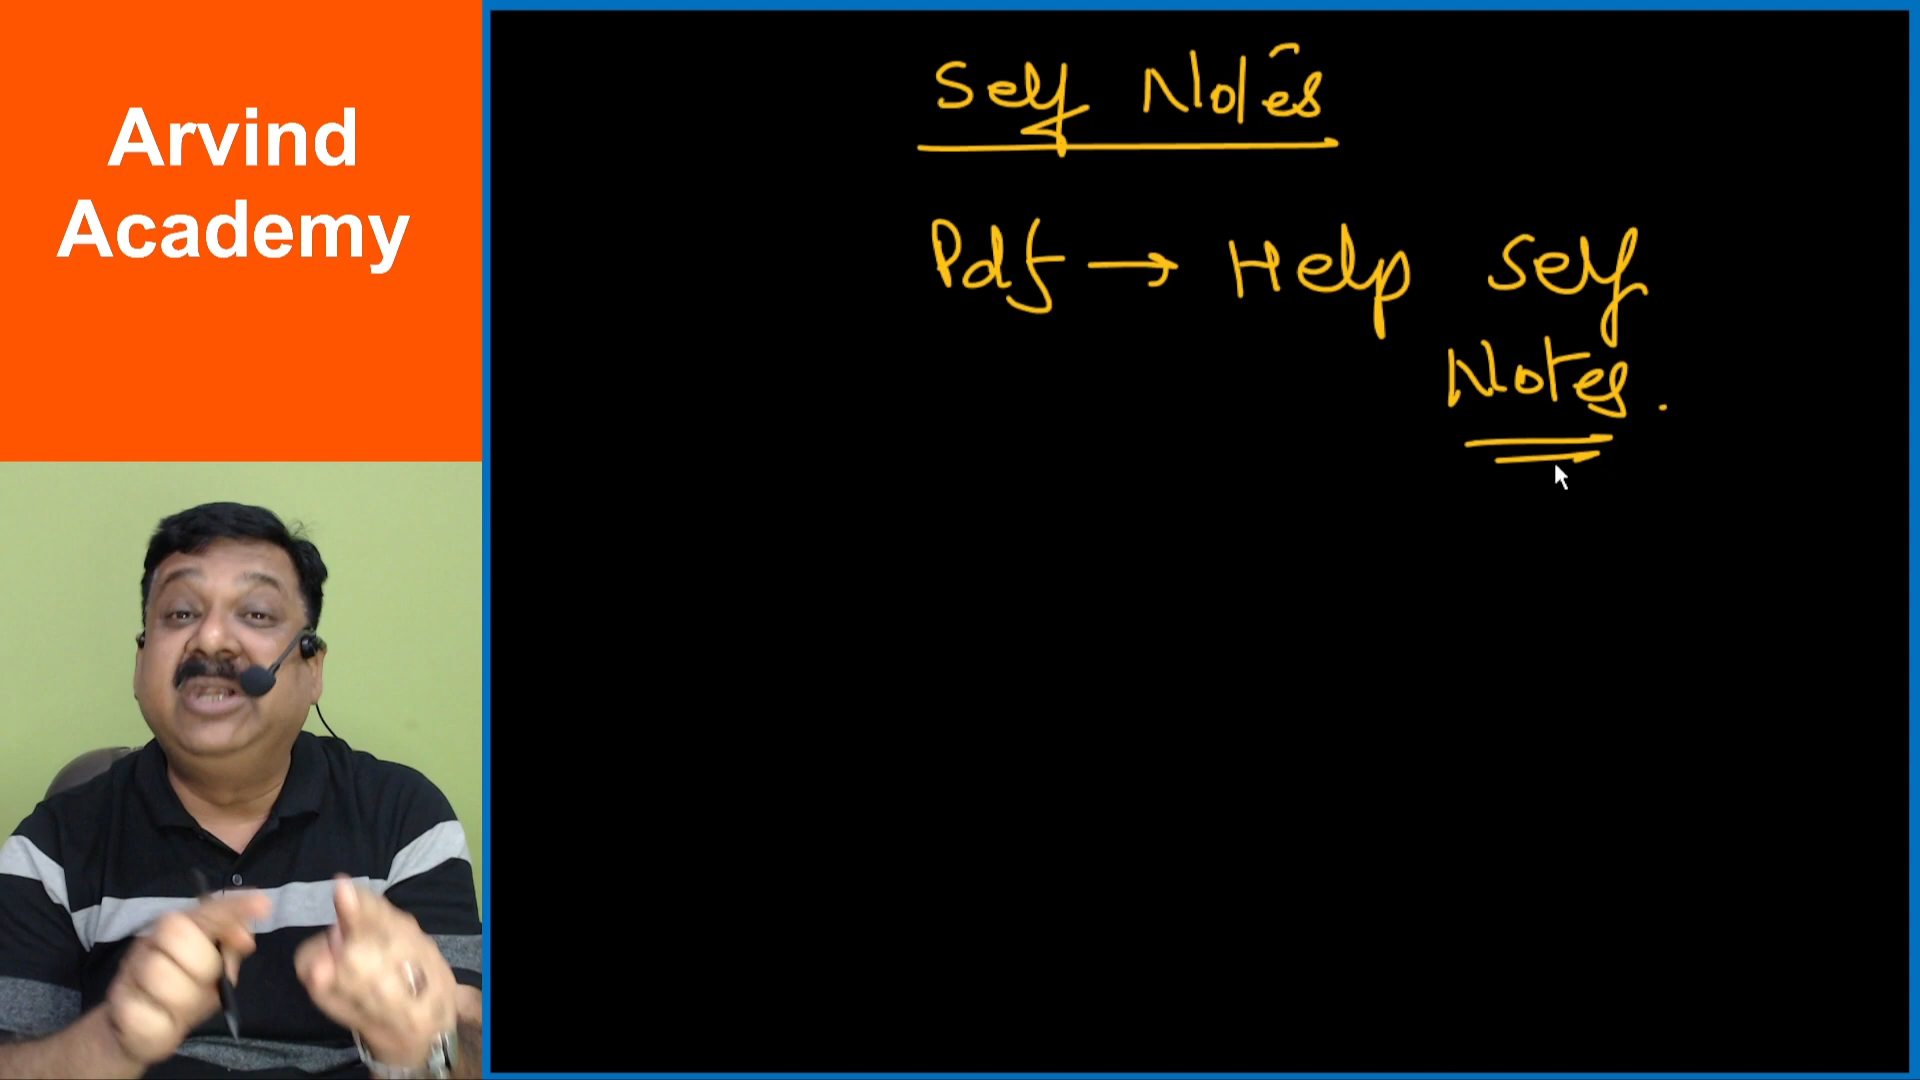 Arvind
Academy
Self Notes
Pdf → Help Self
Notes.